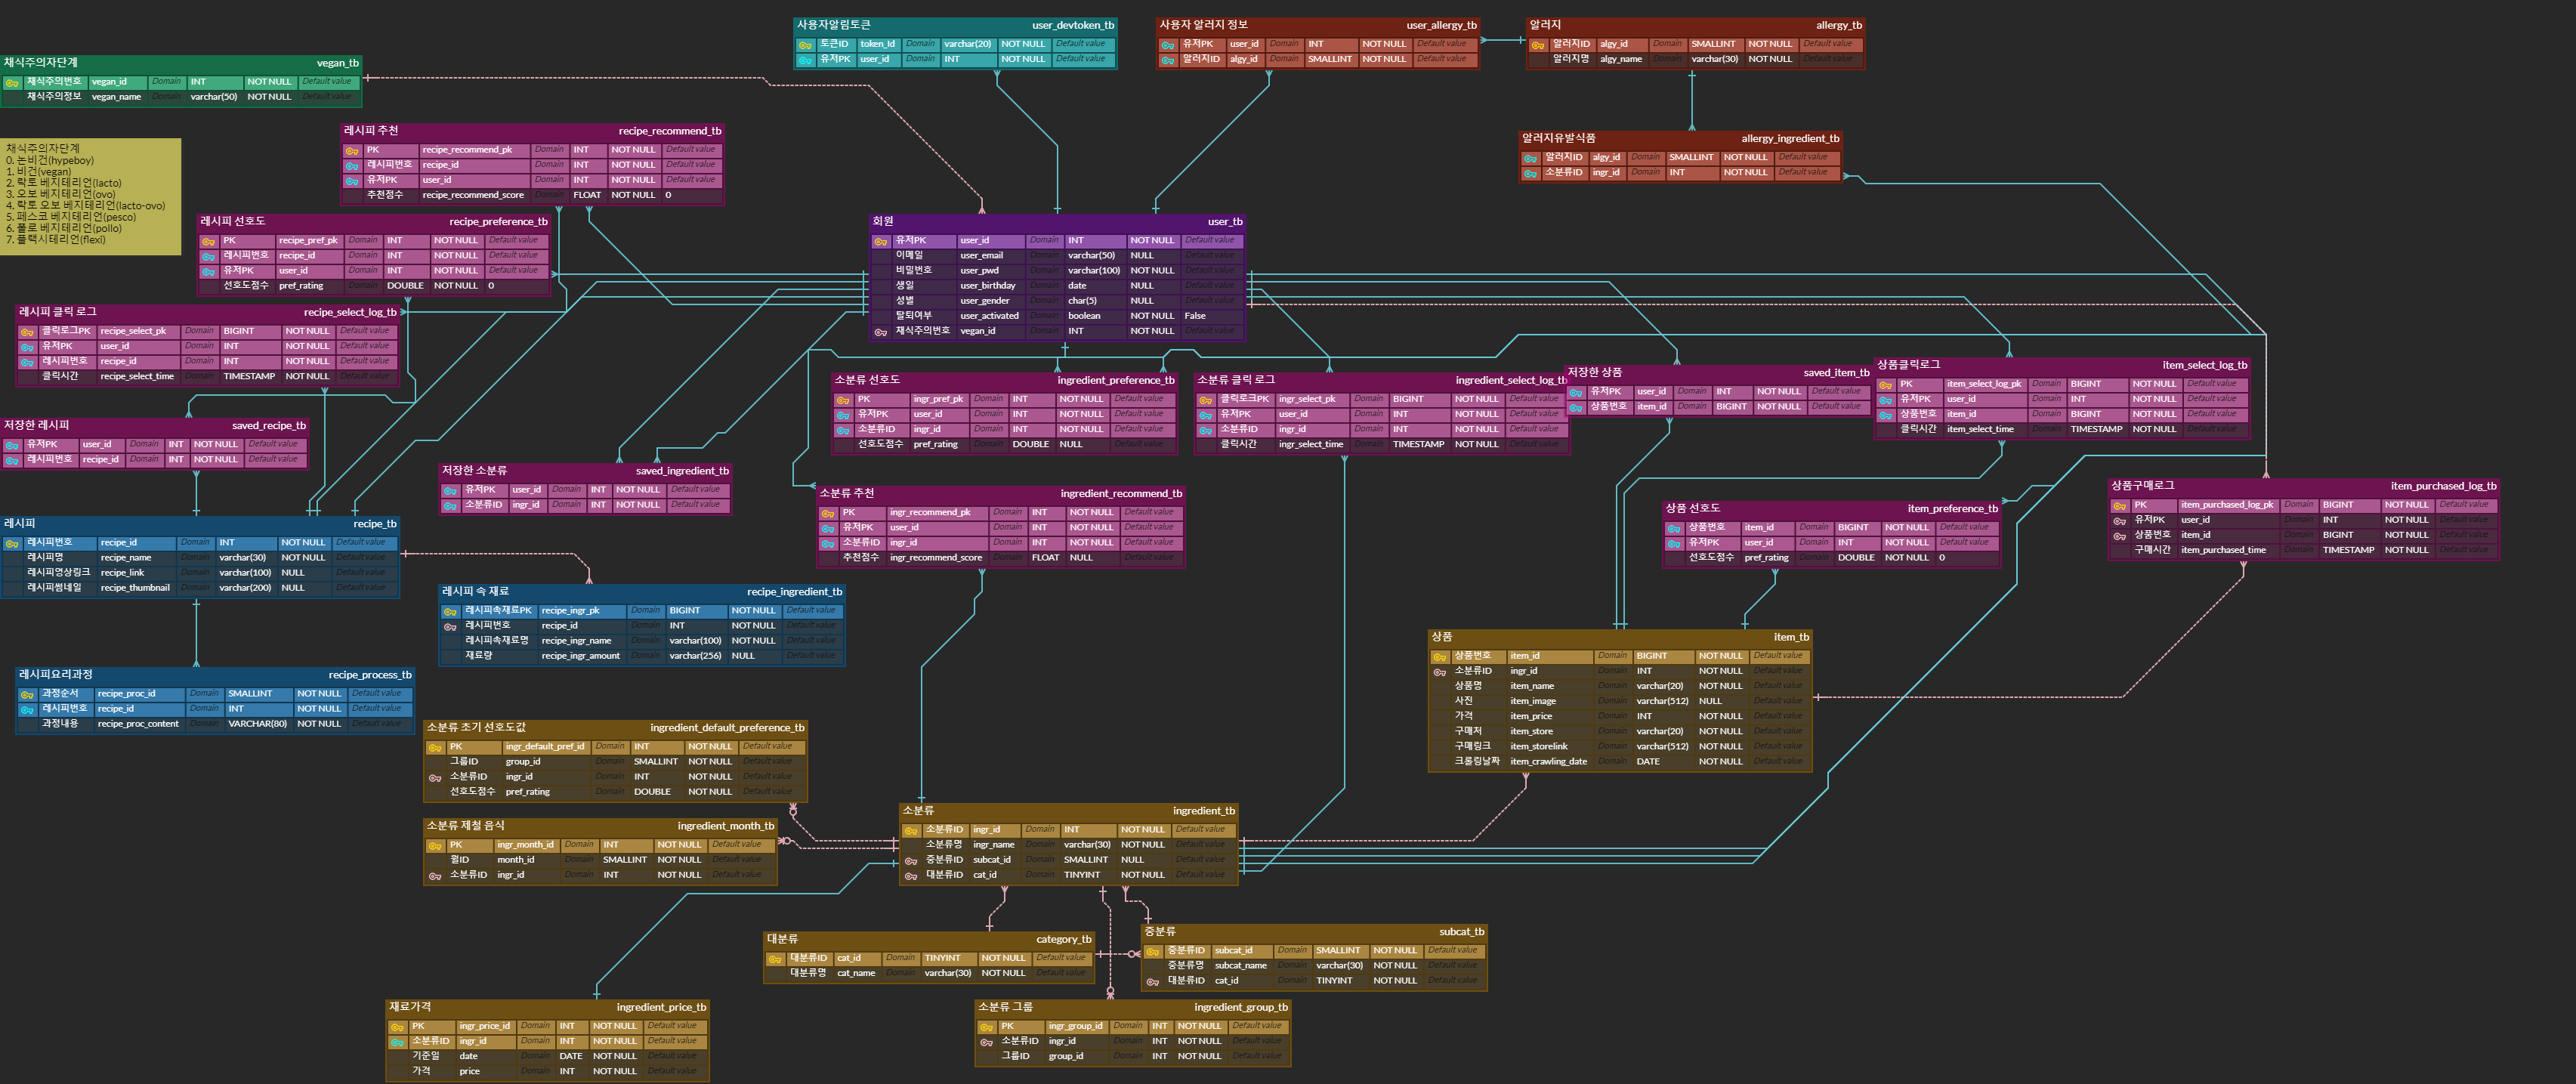 사용자알림토큰 user_devtoken_tb
토큰ID token_Id Domain varchar(20) NOT NULL Default value
유저PK user_id Domain INT NOT NULL Default value
사용자 알러지 정보 user_allergy_tb
유저PK user_id Domain INT NOT NULL Default value
알러지ID algy_id Domain SMALLINT NOT NULL Default value
알러지 allergy_tb
알러지ID algy_id Domain SMALLINT NOT NULL Default value
알러지명 algy_name Domain varchar(30) NOT NULL Default value
채식주의자단계 vegan_tb
채식주의번호 vegan_id Domain INT NOT NULL Default value
채식주의정보 vegan_name Domain varchar(50) NOT NULL Default value
채식주의자단계
0. 논비건(hypeboy)
1. 비건(vegan)
2. 락토 베지테리언(lacto)
3. 오보 베지테리언(ovo)
4. 락토 오보 베지테리언(lacto-ovo)
5. 페스코 베지테리언(pesco)
6. 폴로 베지테리언(pollo)
7. 플랙시테리언(flexi)
레시피 추천 recipe_recommend_tb
PK recipe_recommend_pk Domain INT NOT NULL Default value
레시피번호 recipe_id Domain INT NOT NULL Default value
유저PK user_id Domain INT NOT NULL Default value
추천점수 recipe_recommend_score Domain FLOAT NOT NULL 0
알러지유발식품 allergy_ingredient_tb
알러지ID algy_id Domain SMALLINT NOT NULL Default value
소분류ID ingr_id Domain INT NOT NULL Default value
레시피 선호도 recipe_preference_tb
PK recipe_pref_pk Domain INT NOT NULL Default value
레시피번호 recipe_id Domain INT NOT NULL Default value
유저PK user_id Domain INT NOT NULL Default value
선호도점수 pref_rating Domain DOUBLE NOT NULL 0
회원 user_tb
유저PK user_id Domain INT NOT NULL Default value
이메일 user_email Domain varchar(50) NULL Default value
비밀번호 user_pwd Domain varchar(100) NOT NULL Default value
생일 user_birthday Domain date NULL Default value
성별 user_gender Domain char(5) NULL Default value
탈퇴여부 user_activated Domain boolean NOT NULL False
채식주의번호 vegan_id Domain INT NOT NULL Default value
레시피 클릭 로그 recipe_select_log_tb
클릭로그PK recipe_select_pk Domain BIGINT NOT NULL Default value
유저PK user_id Domain INT NOT NULL Default value
레시피번호 recipe_id Domain INT NOT NULL Default value
클릭시간 recipe_select_time Domain TIMESTAMP NOT NULL Default value
소분류 선호도 ingredient_preference_tb
PK ingr_pref_pk Domain INT NOT NULL Default value
유저PK user_id Domain INT NOT NULL Default value
소분류ID ingr_id Domain INT NOT NULL Default value
선호도점수 pref_rating Domain DOUBLE NULL Default value
소분류 클릭 로그 ingredient_select_log_tb
클릭로그PK ingr_select_pk Domain BIGINT NOT NULL Default value
유저PK user_id Domain INT NOT NULL Default value
소분류ID ingr_id Domain INT NOT NULL Default value
클릭시간 ingr_select_time Domain TIMESTAMP NOT NULL Default value
저장한 상품 saved_item_tb
유저PK user_id Domain INT NOT NULL Default value
상품번호 item_id Domain BIGINT NOT NULL Default value
상품클릭로그 item_select_log_tb
PK item_select_log_pk Domain BIGINT NOT NULL Default value
유저PK user_id Domain INT NOT NULL Default value
상품번호 item_id Domain BIGINT NOT NULL Default value
클릭시간 item_select_time Domain TIMESTAMP NOT NULL Default value
저장한 레시피 saved_recipe_tb
유저PK user_id Domain INT NOT NULL Default value
레시피번호 recipe_id Domain INT NOT NULL Default value
저장한 소분류 saved_ingredient_tb
유저PK user_id Domain INT NOT NULL Default value
소분류ID ingr_id Domain INT NOT NULL Default value
소분류 추천 ingredient_recommend_tb
PK ingr_recommend_pk Domain INT NOT NULL Default value
유저PK user_id Domain INT NOT NULL Default value
소분류ID ingr_id Domain INT NOT NULL Default value
추천점수 ingr_recommend_score Domain FLOAT NULL Default value
상품 선호도 item_preference_tb
상품번호 item_id Domain BIGINT NOT NULL Default value
유저PK user_id Domain INT NOT NULL Default value
선호도점수 pref_rating Domain DOUBLE NOT NULL 0
상품구매로그 item_purchased_log_tb
PK item_purchased_log_pk Domain BIGINT NOT NULL Default value
유저PK user_id Domain INT NOT NULL Default value
상품번호 item_id Domain BIGINT NOT NULL Default value
구매시간 item_purchased_time Domain TIMESTAMP NOT NULL Default value
레시피 recipe_tb
레시피번호 recipe_id Domain INT NOT NULL Default value
레시피명 recipe_name Domain varchar(30) NOT NULL Default value
레시피영상링크 recipe_link Domain varchar(100) NULL Default value
레시피썸네일 recipe_thumbnail Domain varchar(200) NULL Default value
레시피 속 재료 recipe_ingredient_tb
레시피속재료PK recipe_ingr_pk Domain BIGINT NOT NULL Default value
레시피번호 recipe_id Domain INT NOT NULL Default value
레시피속재료명 recipe_ingr_name Domain varchar(100) NOT NULL Default value
재료량 recipe_ingr_amount Domain varchar(256) NULL Default value
상품 item_tb
상품번호 item_id Domain BIGINT NOT NULL Default value
소분류ID ingr_id Domain INT NOT NULL Default value
상품명 item_name Domain varchar(20) NOT NULL Default value
사진 item_image Domain varchar(512) NULL Default value
가격 item_price Domain INT NOT NULL Default value
구매처 item_store Domain varchar(20) NOT NULL Default value
구매링크 item_storelink Domain varchar(512) NOT NULL Default value
크롤링날짜 item_crawling_date Domain DATE NOT NULL Default value
레시피요리과정 recipe_process_tb
과정순서 recipe_proc_id Domain SMALLINT NOT NULL Default value
레시피번호 recipe_id Domain INT NOT NULL Default value
과정내용 recipe_proc_content Domain VARCHAR(80) NOT NULL Default value
소분류 초기 선호도값 ingredient_default_preference_tb
PK ingr_default_pref_id Domain INT NOT NULL Default value
그룹ID group_id Domain SMALLINT NOT NULL Default value
소분류ID ingr_id Domain INT NOT NULL Default value
선호도점수 pref_rating Domain DOUBLE NOT NULL Default value
소분류 제철 음식 ingredient_month_tb
PK ingr_month_id Domain INT NOT NULL Default value
월ID month_id Domain SMALLINT NOT NULL Default value
소분류ID ingr_id Domain INT NOT NULL Default value
소분류 ingredient_tb
소분류ID ingr_id Domain INT NOT NULL Default value
소분류명 ingr_name Domain varchar(30) NOT NULL Default value
중분류ID subcat_id Domain SMALLINT NULL Default value
대분류ID cat_id Domain TINYINT NOT NULL Default value
대분류 category_tb
대분류ID cat_id Domain TINYINT NOT NULL Default value
대분류명 cat_name Domain varchar(30) NOT NULL Default value
중분류 subcat_tb
중분류ID subcat_id Domain SMALLINT NOT NULL Default value
중분류명 subcat_name Domain varchar(30) NOT NULL Default value
대분류ID cat_id Domain TINYINT NOT NULL Default value
재료가격 ingredient_price_tb
PK ingr_price_id Domain INT NOT NULL Default value
소분류ID ingr_id Domain INT NOT NULL Default value
기준일 date Domain DATE NOT NULL Default value
가격 price Domain INT NOT NULL Default value
소분류 그룹 ingredient_group_tb
PK ingr_group_id Domain INT NOT NULL Default value
소분류ID ingr_id Domain INT NOT NULL Default value
그룹ID group_id Domain INT NOT NULL Default value